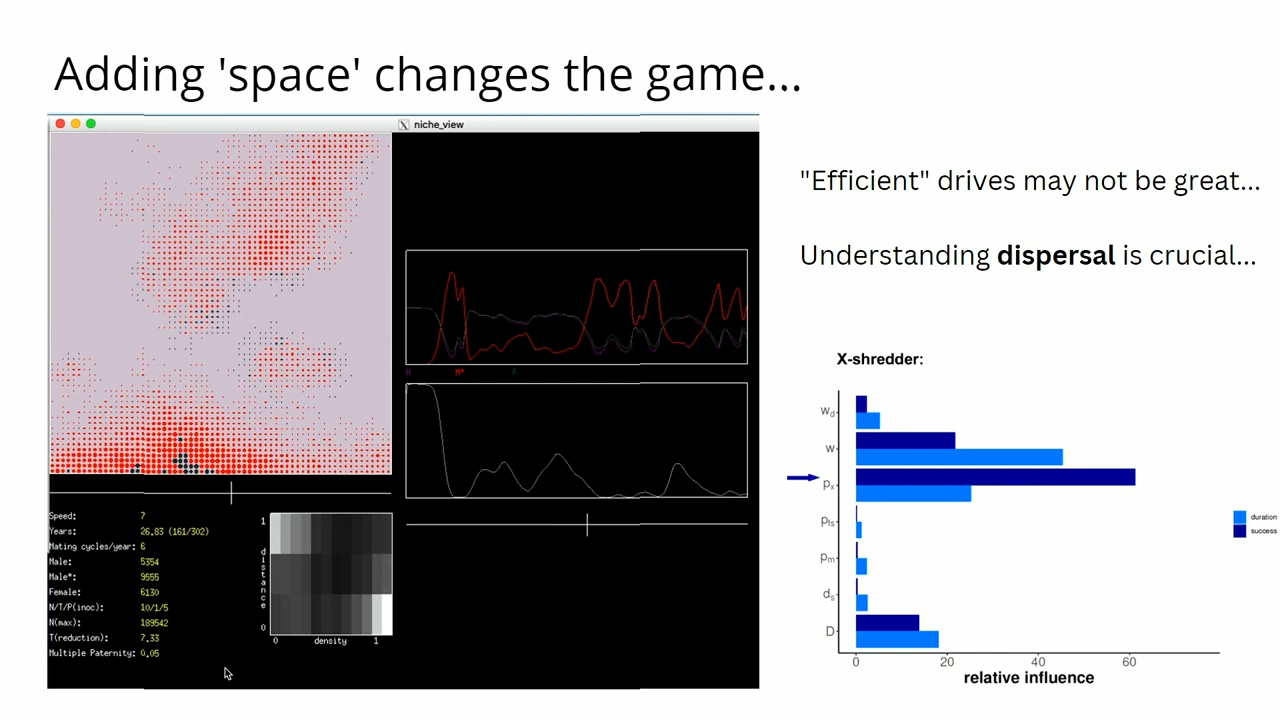 Adding 'space' changes the game...
niche_view
"Efficient" drives may not be great...
Understanding dispersal is crucial...
M M* F
Speed: 7
Years: 26.83 (161/302)
Mating cycles/year: 6
Male: 5354
Male*: 9555
Female: 6130
N/T/P(inoc): 10/1/5
N(max): 189542
T(reduction): 7.33
Multiple Paternity: 0.05
1
distance
0
0 density 1
X-shredder:
wd
w
px
pfs
pm
ds
D
0 20 40 60
relative influence
duration
success